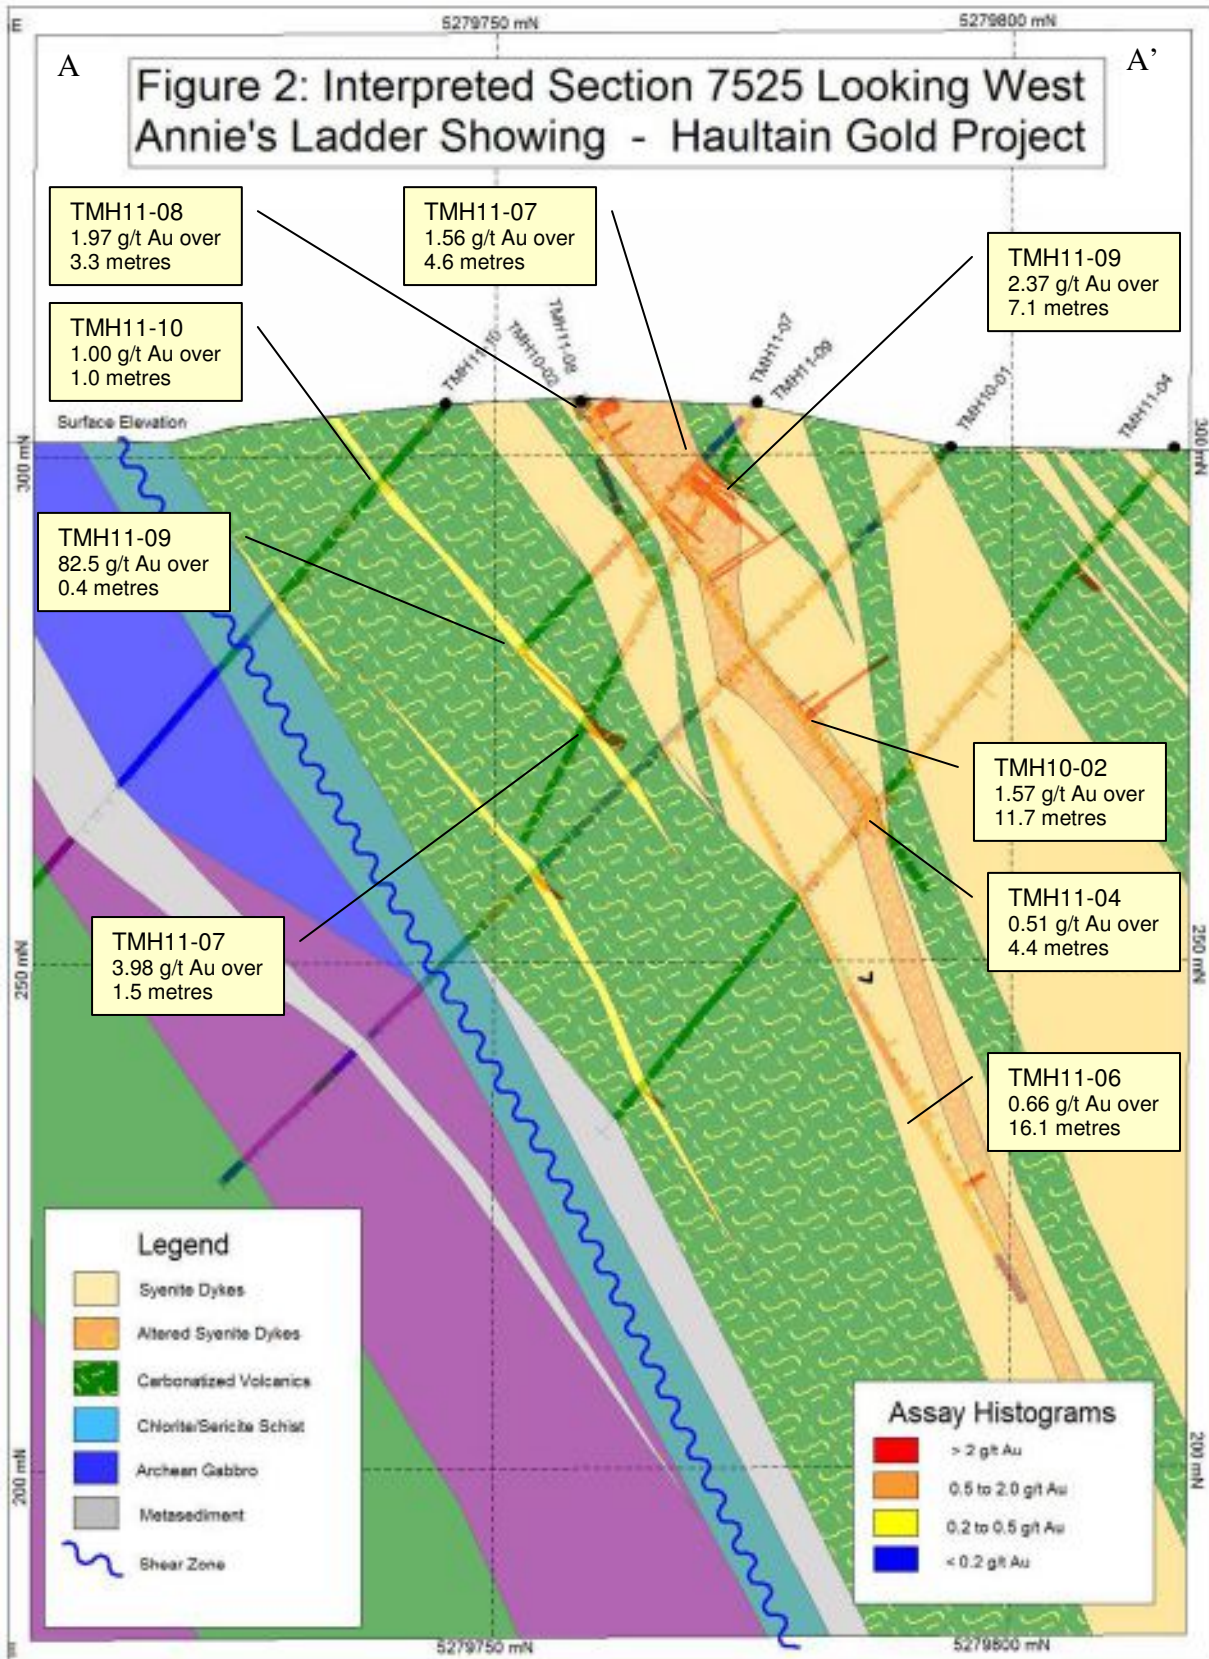 E
5279750 mN
5279800 mN
A
A'
Figure 2: Interpreted Section 7525 Looking West
Annie's Ladder Showing - Haultain Gold Project
TMH11-08
1.97 g/t Au over
3.3 metres
TMH11-07
1.56 g/t Au over
4.6 metres
TMH11-09
2.37 g/t Au over
7.1 metres
TMH11-10
1.00 g/t Au over
1.0 metres
TMH11-10
TMH10-02
TMH11-08
TMH11-07
TMH11-09
TMH10-01
TMH11-04
Surface Elevation
300 mN
300 mN
TMH11-09
82.5 g/t Au over
0.4 metres
TMH10-02
1.57 g/t Au over
11.7 metres
TMH11-04
0.51 g/t Au over
4.4 metres
TMH11-07
3.98 g/t Au over
1.5 metres
250 mN
250 mN
TMH11-06
0.66 g/t Au over
16.1 metres
Legend
Syenite Dykes
Altered Syenite Dykes
Carbonatized Volcanics
Chlorite/Sericite Schist
Archean Gabbro
Metasediment
Shear Zone
Assay Histograms
> 2 g/t Au
0.5 to 2.0 g/t Au
0.2 to 0.5 g/t Au
< 0.2 g/t Au
200 mN
200 mN
5279750 mN
5279800 mN